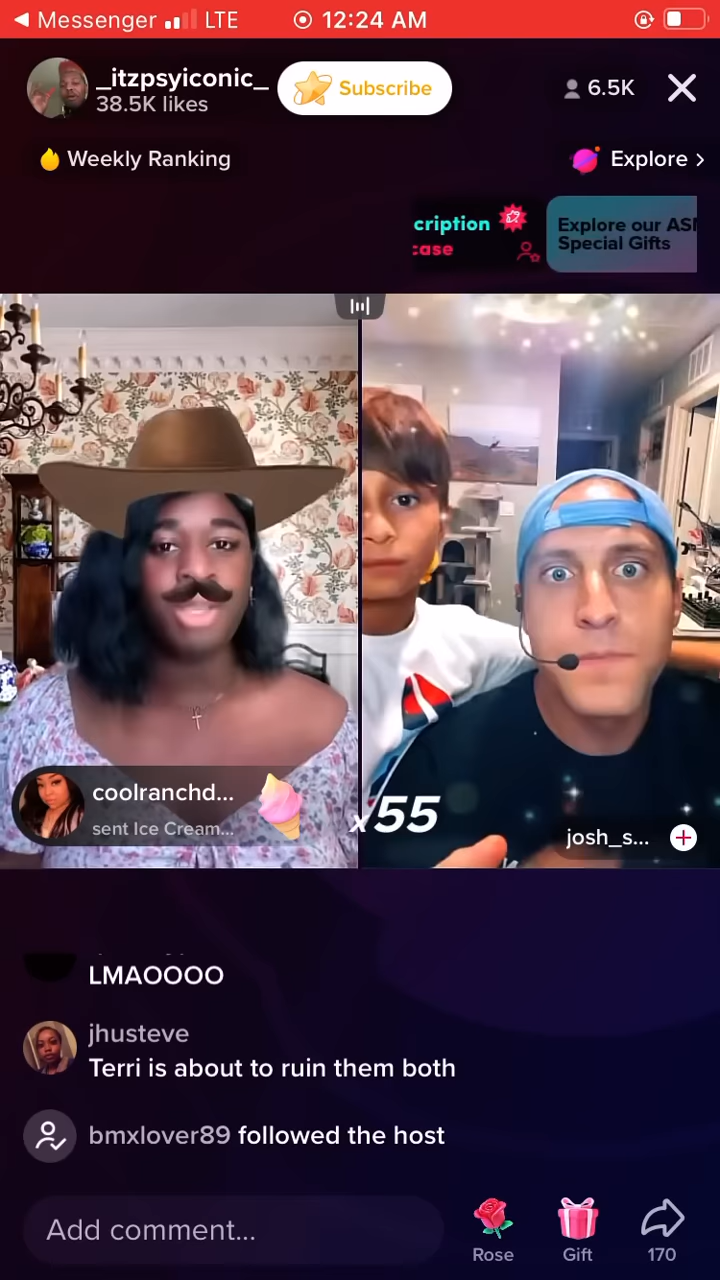 Messenger LTE 12:24 AM
_itzpsyiconic_
38.5K likes
Subscribe
6.5K
Weekly Ranking
Explore
cription
case
Explore our ASM
Special Gifts
coolranchd...
sent Ice Cream...
x55
josh_s...
LMAOOOO
jhusteve
Terri is about to ruin them both
bmxlover89 followed the host
Add comment...
Rose
Gift
170